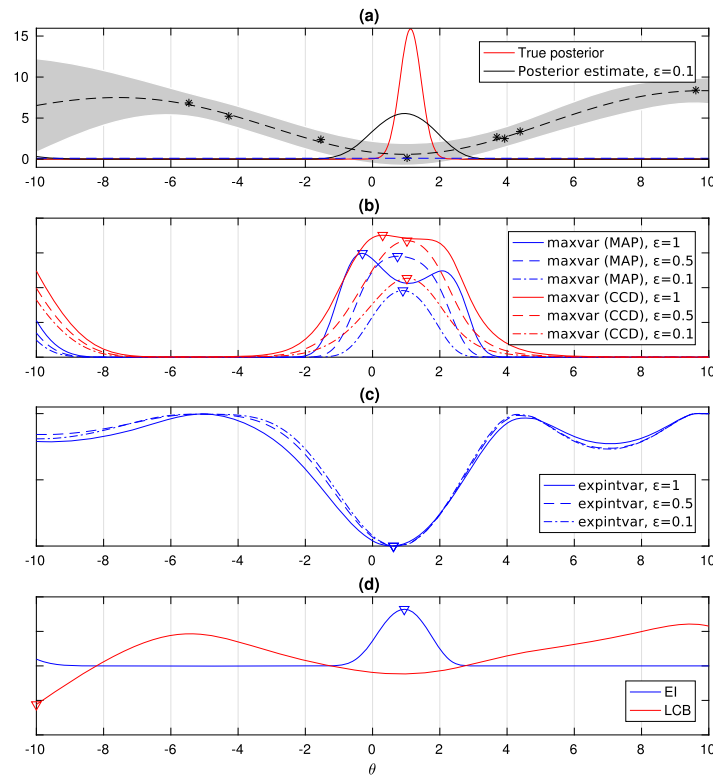 (a)
15
10
5
0
True posterior
Posterior estimate, ε=0.1
-10 -8 -6 -4 -2 0 2 4 6 8 10
(b)
maxvar (MAP), ε=1
maxvar (MAP), ε=0.5
maxvar (MAP), ε=0.1
maxvar (CCD), ε=1
maxvar (CCD), ε=0.5
maxvar (CCD), ε=0.1
-10 -8 -6 -4 -2 0 2 4 6 8 10
(c)
expintvar, ε=1
expintvar, ε=0.5
expintvar, ε=0.1
-10 -8 -6 -4 -2 0 2 4 6 8 10
(d)
EI
LCB
-10 -8 -6 -4 -2 0 2 4 6 8 10
θ